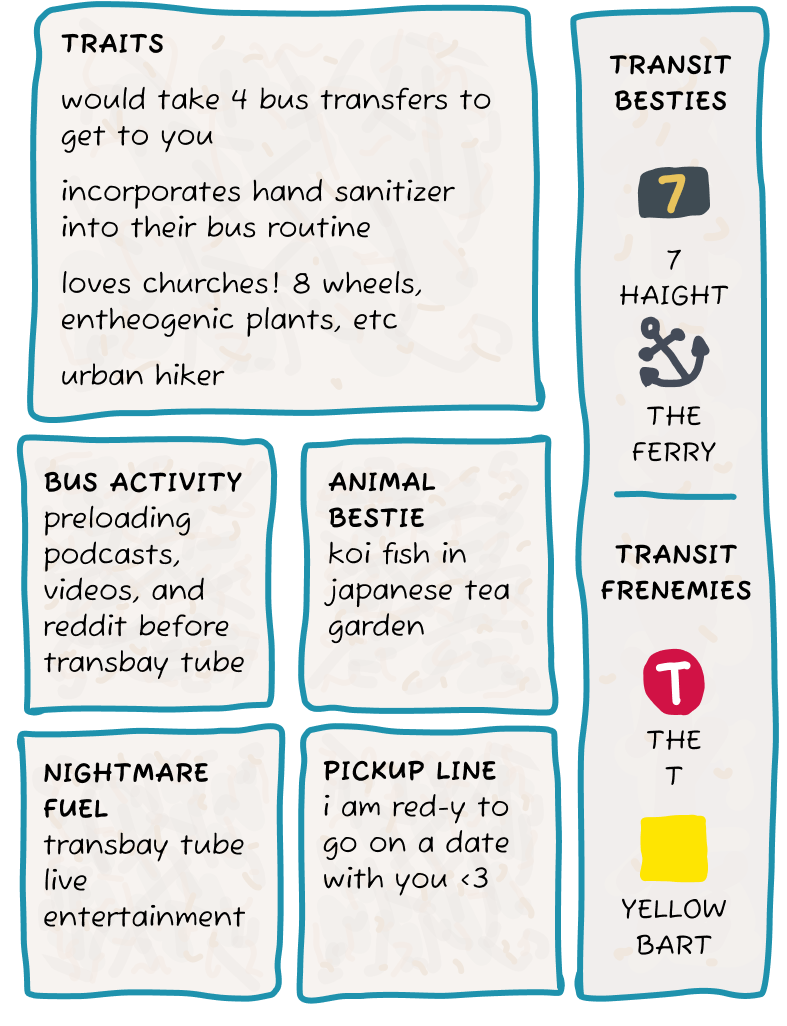 TRAITS
would take 4 bus transfers to
get to you
incorporates hand sanitizer
into their bus routine
loves churches! 8 wheels,
entheogenic plants, etc
urban hiker
BUS ACTIVITY
preloading
podcasts,
videos, and
reddit before
transbay tube
ANIMAL
BESTIE
koi fish in
japanese tea
garden
NIGHTMARE
FUEL
transbay tube
live
entertainment
PICKUP LINE
i am red-y to
go on a date
with you <3
TRANSIT
BESTIES
7
7
HAIGHT
THE
FERRY
TRANSIT
FRENEMIES
T
THE
T
YELLOW
BART